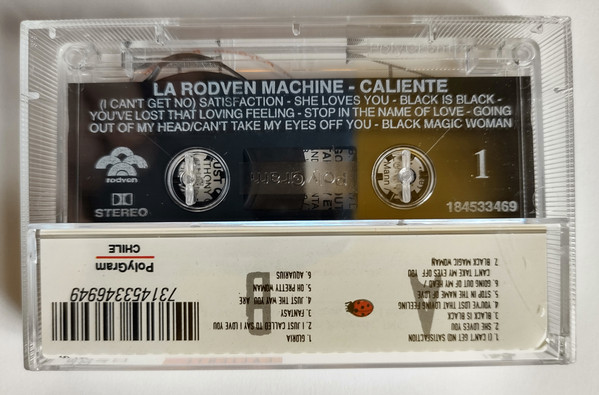 LA RODVEN MACHINE - CALIENTE
(I CAN'T GET NO) SATISFACTION - SHE LOVES YOU - BLACK IS BLACK -
YOU'VE LOST THAT LOVING FEELING - STOP IN THE NAME OF LOVE - GOING
OUT OF MY HEAD/CAN'T TAKE MY EYES OFF YOU - BLACK MAGIC WOMAN
rodven
STEREO
1
184533469
PolyGram
A
1. (I CAN'T GET NO) SATISFACTION
2. SHE LOVES YOU
3. BLACK IS BLACK
4. YOU'VE LOST THAT LOVING FEELING
5. STOP IN THE NAME OF LOVE
6. GOING OUT OF MY HEAD /
CAN'T TAKE MY EYES OFF YOU
7. BLACK MAGIC WOMAN
B
1. GLORIA
2. I JUST CALLED TO SAY I LOVE YOU
3. FANTASY
4. JUST THE WAY YOU ARE
5. OH PRETTY WOMAN
6. AQUARIUS
731453346949
PolyGram
CHILE